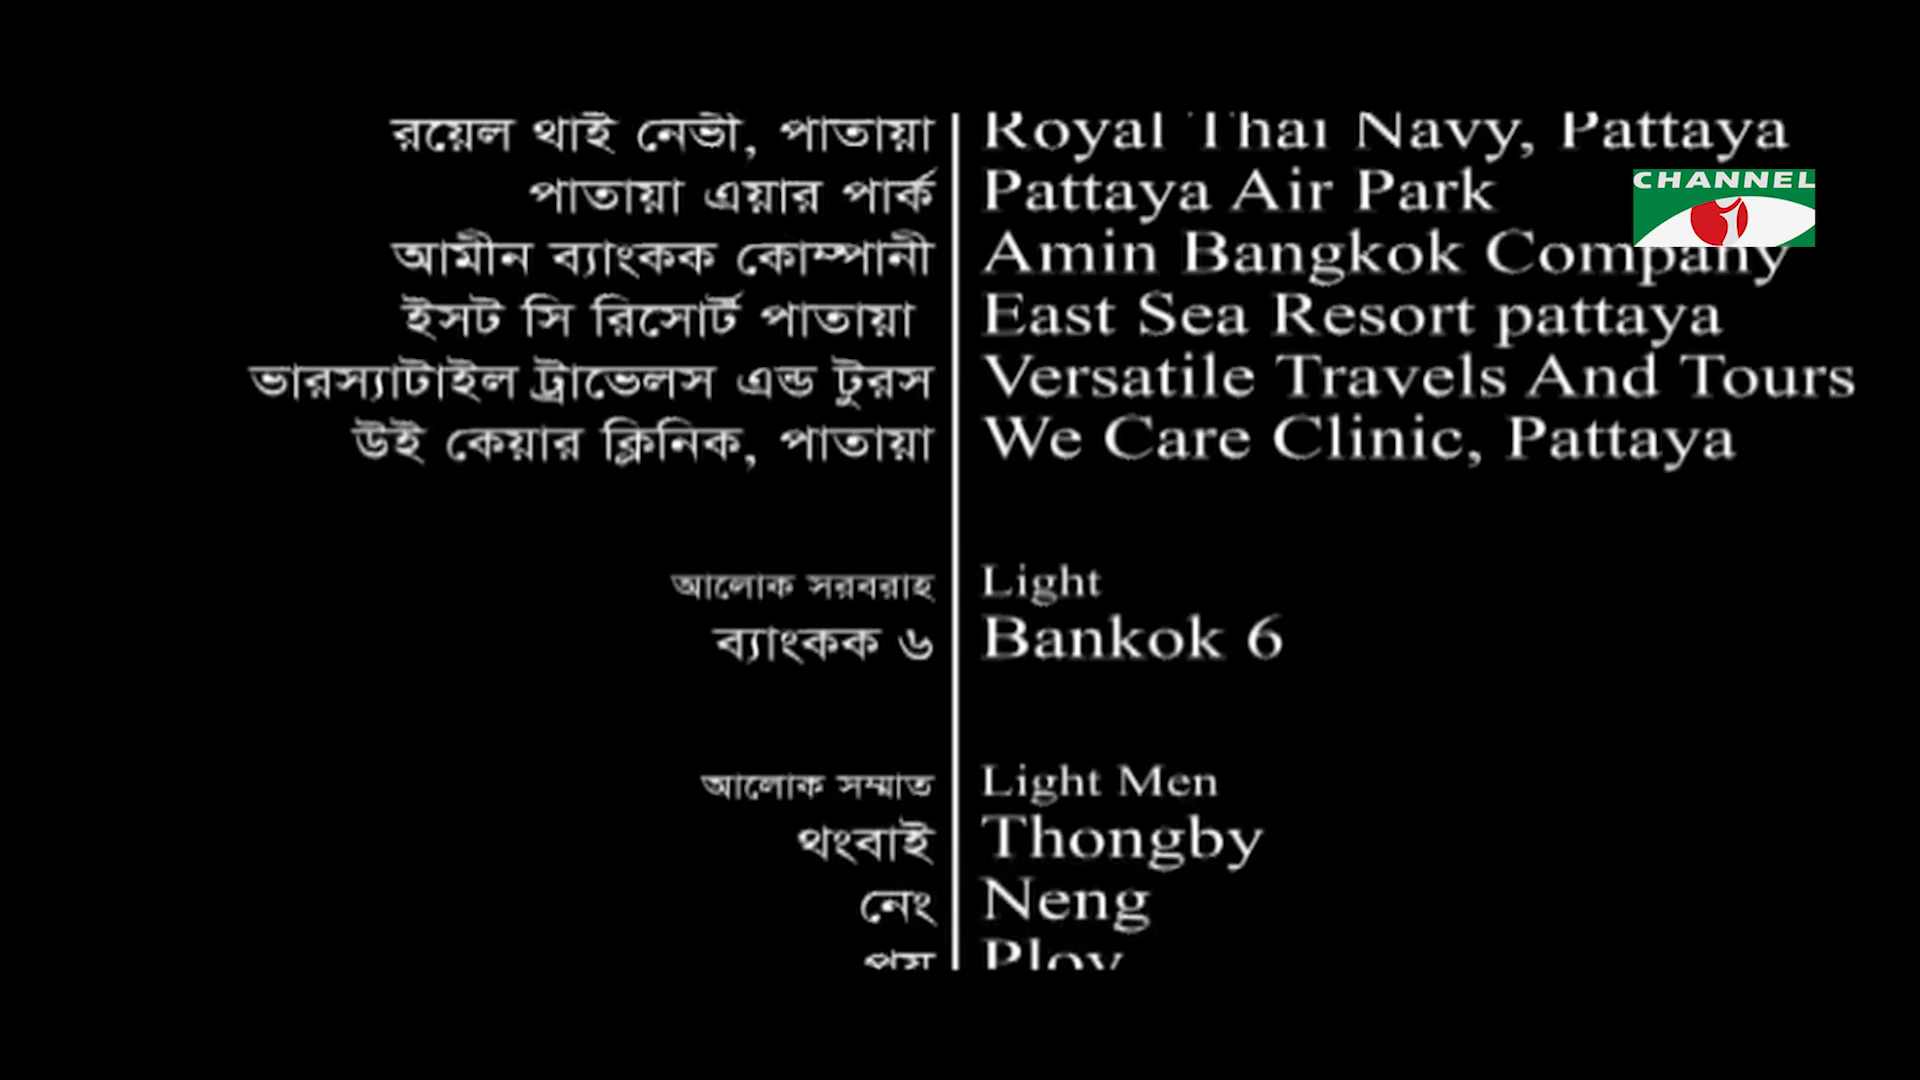 রয়েল থাই নেভী, পাতায়া Royal Thai Navy, Pattaya
পাতায়া এয়ার পার্ক Pattaya Air Park
CHANNEL i
আমীন ব্যাংকক কোম্পানী Amin Bangkok Company
ইসট সি রিসোর্ট পাতায়া East Sea Resort pattaya
ভারস্যাটাইল ট্রাভেলস এন্ড টুরস Versatile Travels And Tours
উই কেয়ার ক্লিনিক, পাতায়া We Care Clinic, Pattaya
আলোক সরবরাহ Light
ব্যাংকক ৬ Bankok 6
আলোক সম্মাত Light Men
থংবাই Thongby
নেং Neng
পয় Ploy